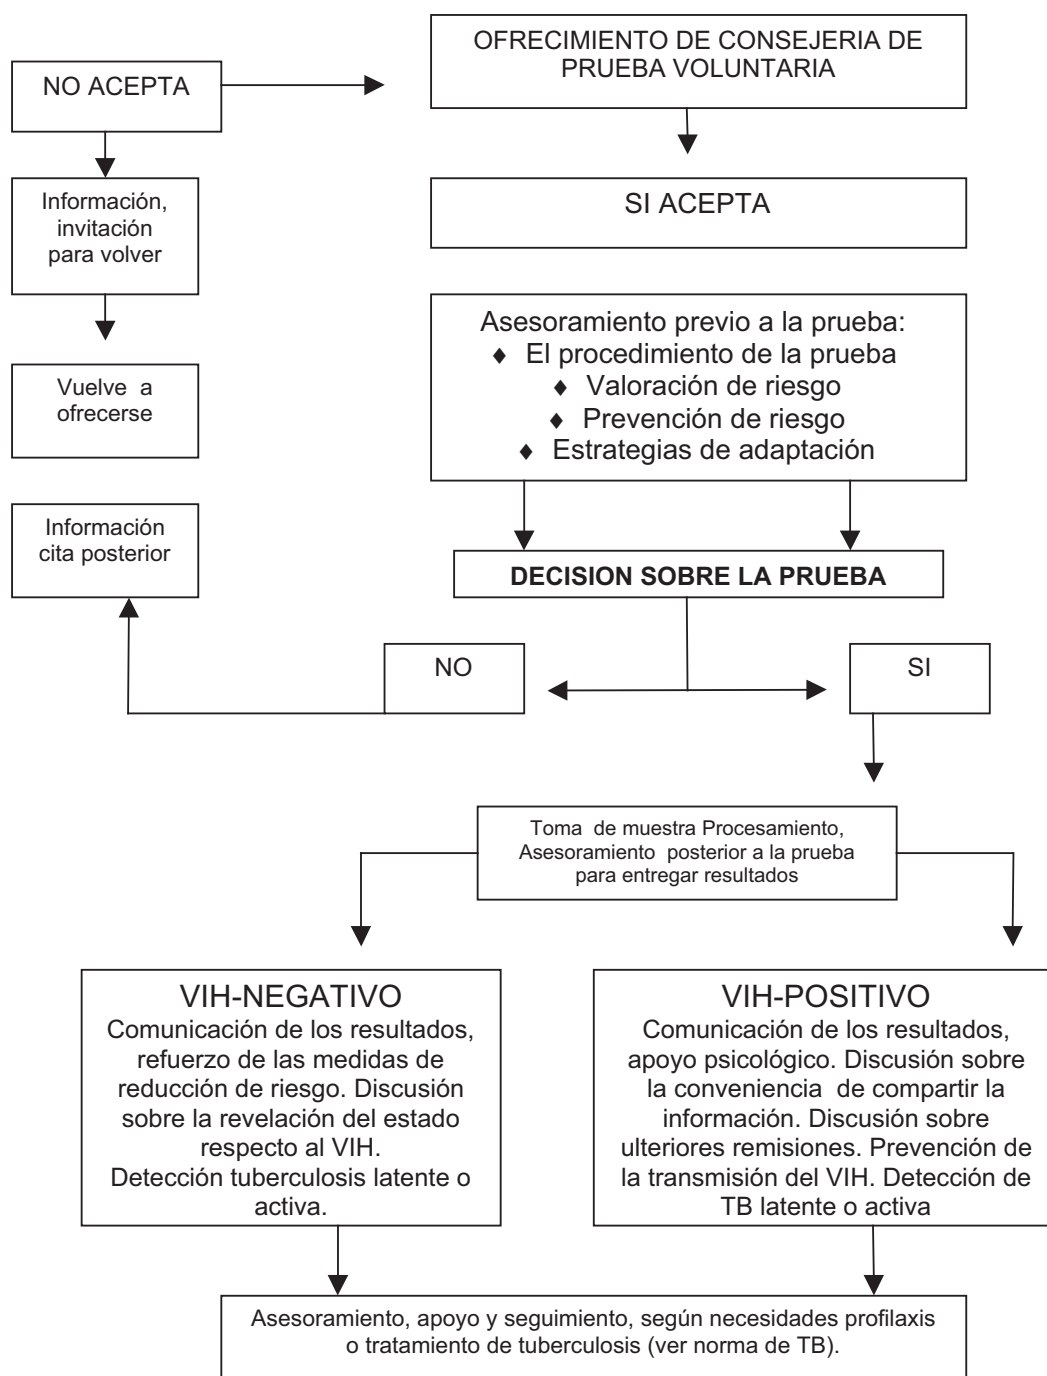 OFRECIMIENTO DE CONSEJERIA DE
PRUEBA VOLUNTARIA
NO ACEPTA
Información,
invitación
para volver
SI ACEPTA
Vuelve a
ofrecerse
Asesoramiento previo a la prueba:
♦ El procedimiento de la prueba
♦ Valoración de riesgo
♦ Prevención de riesgo
♦ Estrategias de adaptación
Información
cita posterior
DECISION SOBRE LA PRUEBA
NO
SI
Toma de muestra Procesamiento,
Asesoramiento posterior a la prueba
para entregar resultados
VIH-NEGATIVO
Comunicación de los resultados,
refuerzo de las medidas de
reducción de riesgo. Discusión
sobre la revelación del estado
respecto al VIH.
Detección tuberculosis latente o
activa.
VIH-POSITIVO
Comunicación de los resultados,
apoyo psicológico. Discusión sobre
la conveniencia de compartir la
información. Discusión sobre
ulteriores remisiones. Prevención de
la transmisión del VIH. Detección de
TB latente o activa
Asesoramiento, apoyo y seguimiento, según necesidades profilaxis
o tratamiento de tuberculosis (ver norma de TB).